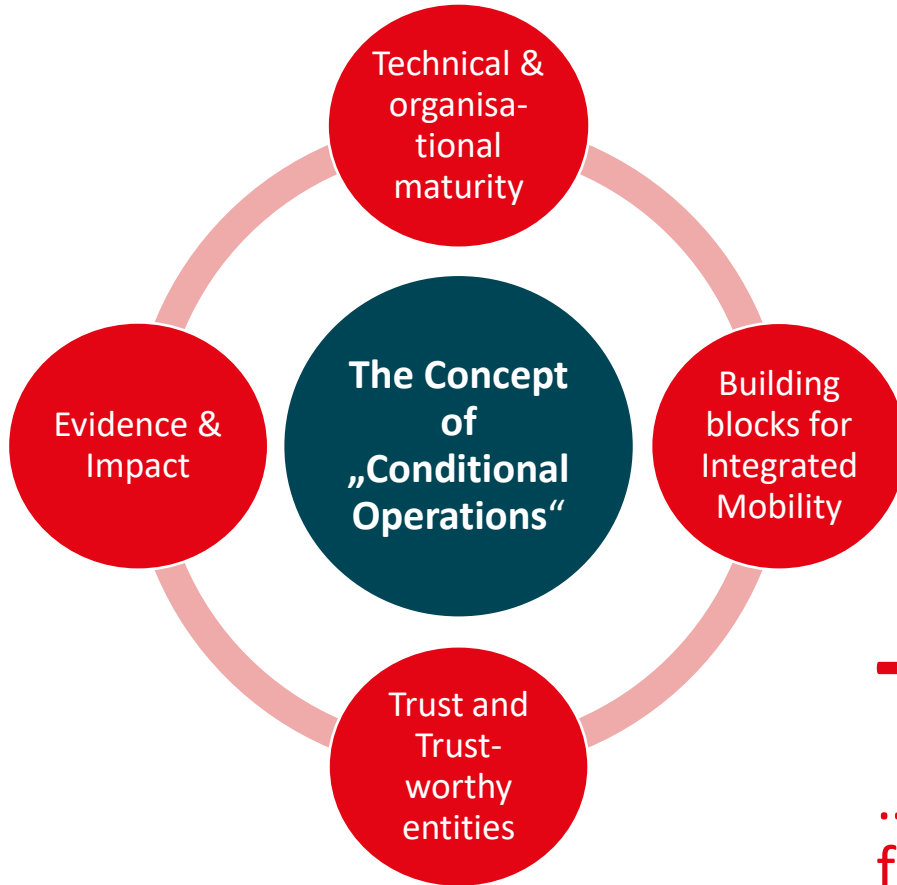 Technical &
organisa-
tional
maturity
The Concept
of
„Conditional
Operations“
Evidence &
Impact
Building
blocks for
Integrated
Mobility
Trust and
Trust-
worthy
entities